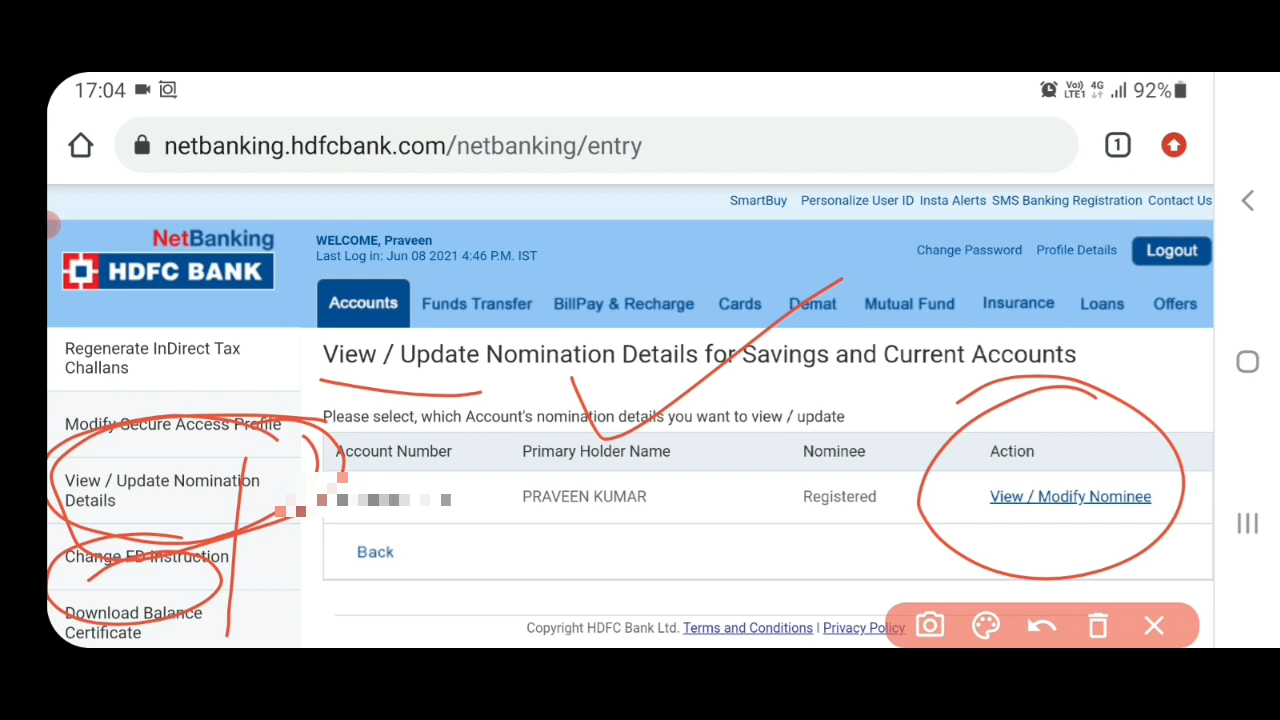 17:04 Vo) LTE1 4G 92%
netbanking.hdfcbank.com/netbanking/entry 1
SmartBuy Personalize User ID Insta Alerts SMS Banking Registration Contact Us
NetBanking
HDFC BANK
WELCOME, Praveen
Last Log in: Jun 08 2021 4:46 P.M. IST
Change Password Profile Details Logout
Accounts Funds Transfer BillPay & Recharge Cards Demat Mutual Fund Insurance Loans Offers
Regenerate InDirect Tax
Challans
Modify Secure Access Profile
View / Update Nomination
Details
Change FD Instruction
Download Balance
Certificate
View / Update Nomination Details for Savings and Current Accounts
Please select, which Account's nomination details you want to view / update
Account Number Primary Holder Name Nominee Action
PRAVEEN KUMAR Registered View / Modify Nominee
Back
Copyright HDFC Bank Ltd. Terms and Conditions I Privacy Policy